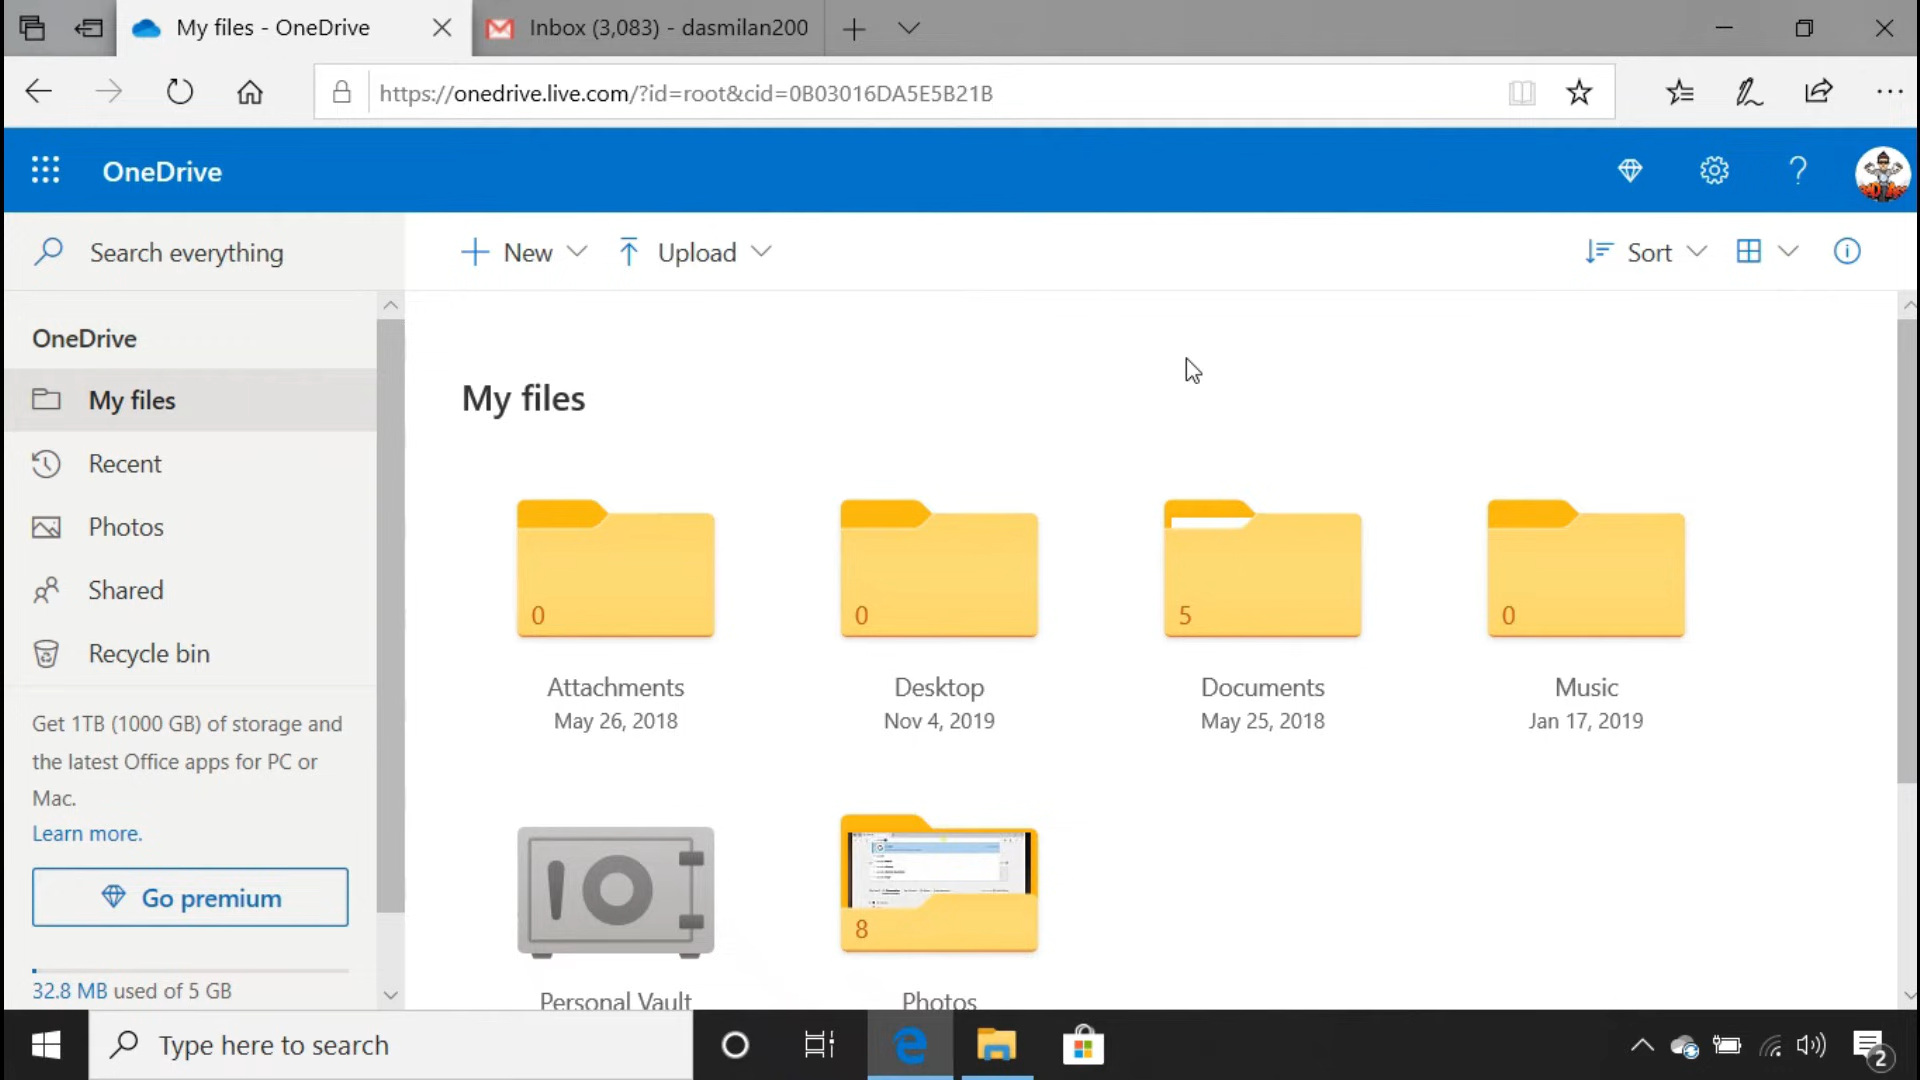 My files - OneDrive
Inbox (3,083) - dasmilan200
https://onedrive.live.com/?id=root&cid=0B03016DA5E5B21B
OneDrive
Search everything
New
Upload
Sort
OneDrive
My files
Recent
Photos
Shared
Recycle bin
Get 1TB (1000 GB) of storage and
the latest Office apps for PC or
Mac.
Learn more.
Go premium
32.8 MB used of 5 GB
My files
0
0
5
0
Attachments
Desktop
Documents
Music
May 26, 2018
Nov 4, 2019
May 25, 2018
Jan 17, 2019
8
Personal Vault
Photos
Type here to search
2